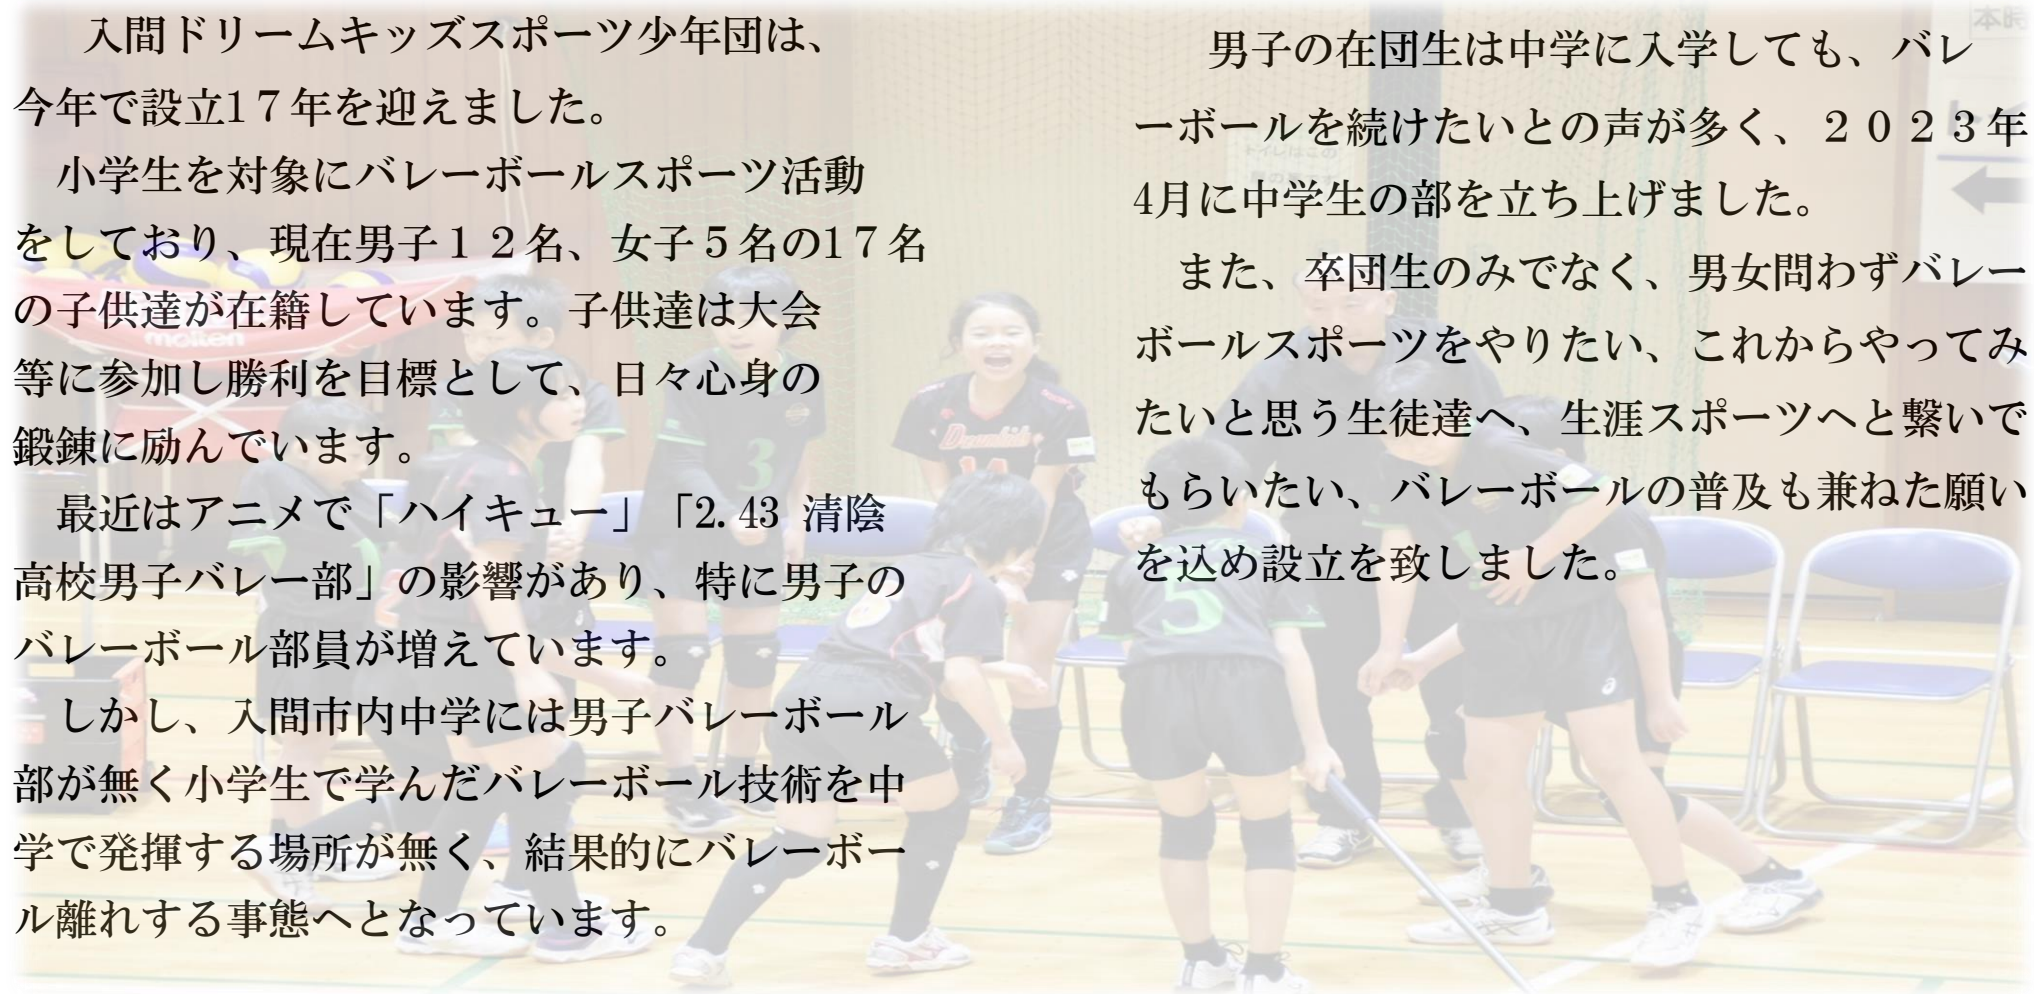 入間ドリームキッズスポーツ少年団は、
今年で設立1７年を迎えました。
小学生を対象にバレーボールスポーツ活動
をしており、現在男子１２名、女子５名の1７名
の子供達が在籍しています。子供達は大会
等に参加し勝利を目標として、日々心身の
鍛錬に励んでいます。
最近はアニメで「ハイキュー」「2.43 清陰
高校男子バレー部」の影響があり、特に男子の
バレーボール部員が増えています。
しかし、入間市内中学には男子バレーボール
部が無く小学生で学んだバレーボール技術を中
学で発揮する場所が無く、結果的にバレーボー
ル離れする事態へとなっています。
男子の在団生は中学に入学しても、バレ
ーボールを続けたいとの声が多く、２０２３年
4月に中学生の部を立ち上げました。
また、卒団生のみでなく、男女問わずバレー
ボールスポーツをやりたい、これからやってみ
たいと思う生徒達へ、生涯スポーツへと繋いで
もらいたい、バレーボールの普及も兼ねた願い
を込め設立を致しました。
molten
3
5
本時